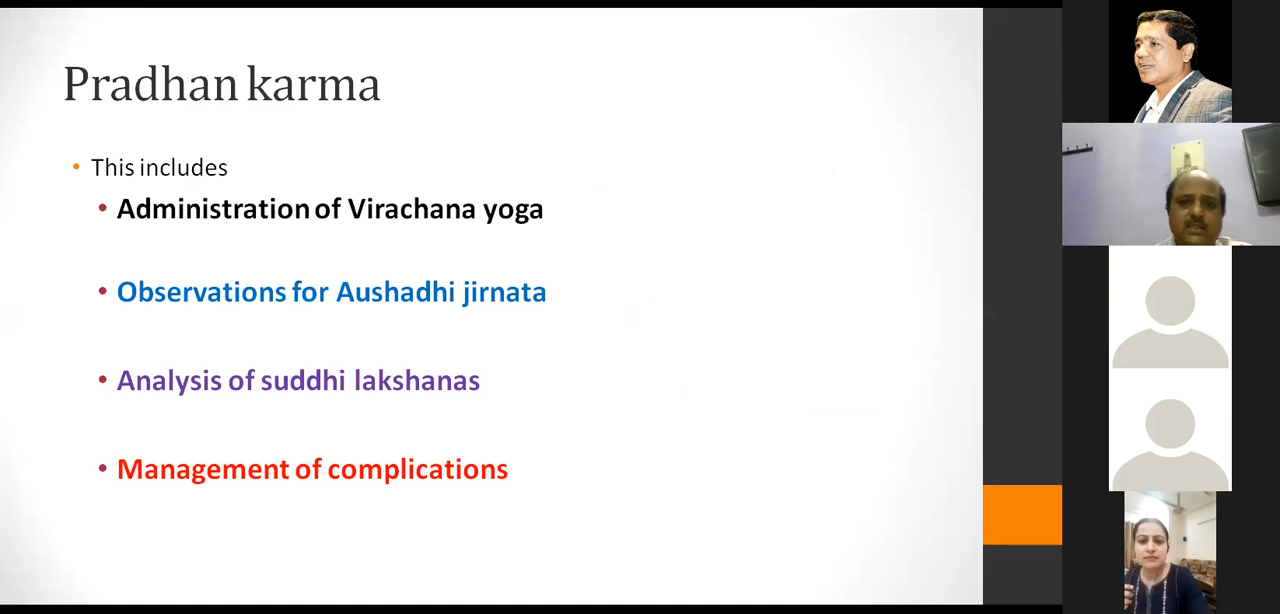 Pradhan karma
• This includes
• Administration of Virachana yoga
• Observations for Aushadhi jirnata
• Analysis of suddhi lakshanas
• Management of complications